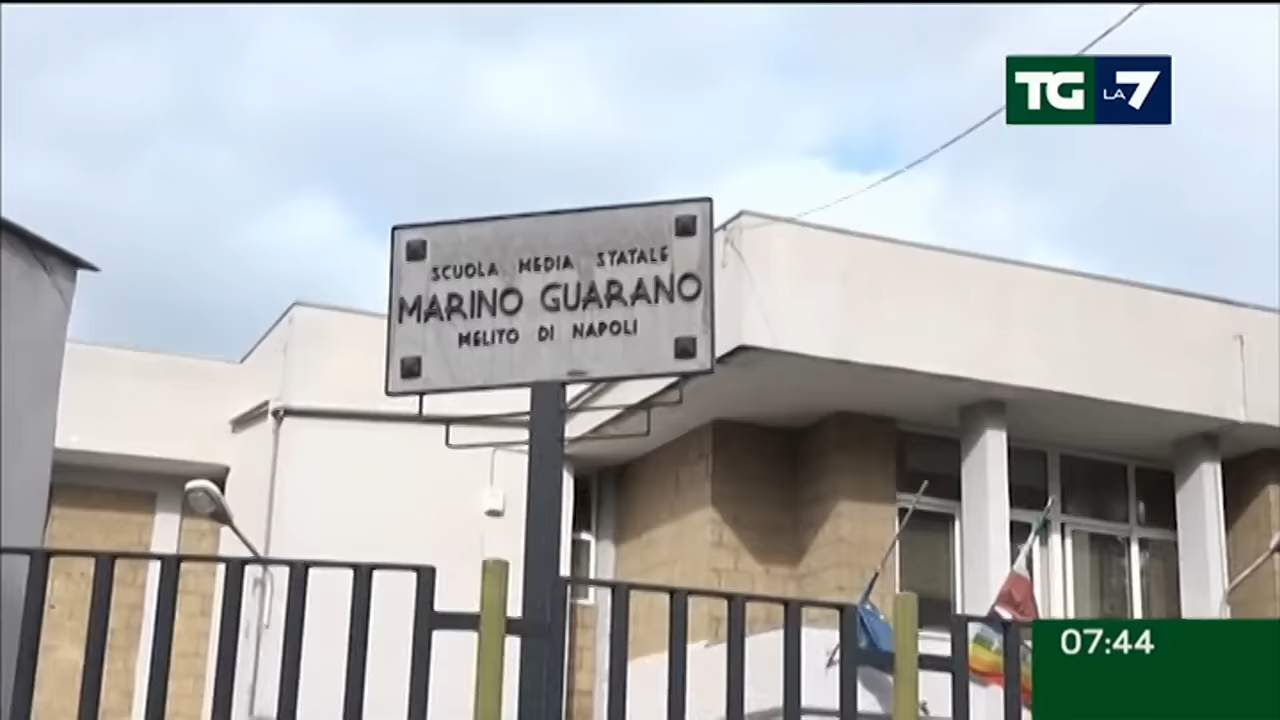 TG LA7
SCUOLA MEDIA STATALE
MARINO GUARANO
MELITO DI NAPOLI
07:44